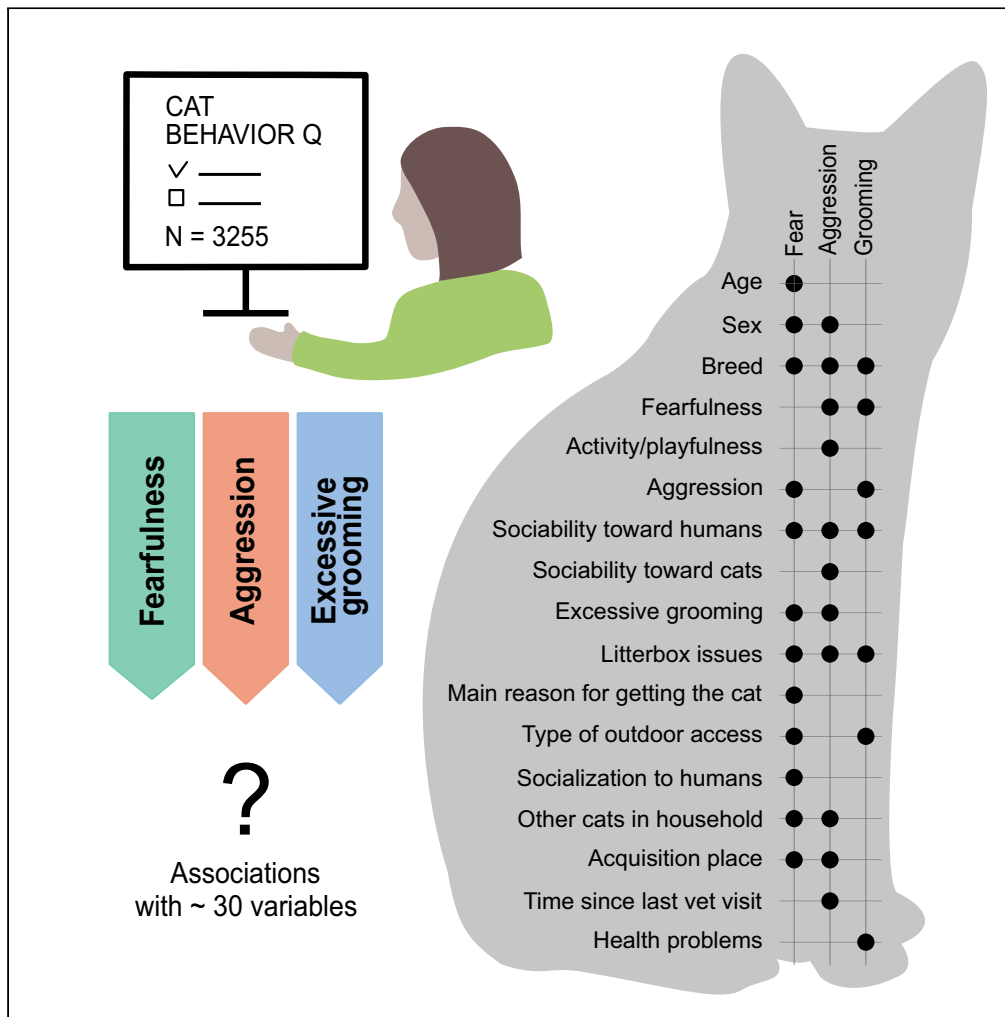 CAT
BEHAVIOR Q
N = 3255
Fearfulness
Aggression
Excessive
grooming
?
Associations
with ~ 30 variables
Fear
Aggression
Grooming
Age
Sex
Breed
Fearfulness
Activity/playfulness
Aggression
Sociability toward humans
Sociability toward cats
Excessive grooming
Litterbox issues
Main reason for getting the cat
Type of outdoor access
Socialization to humans
Other cats in household
Acquisition place
Time since last vet visit
Health problems